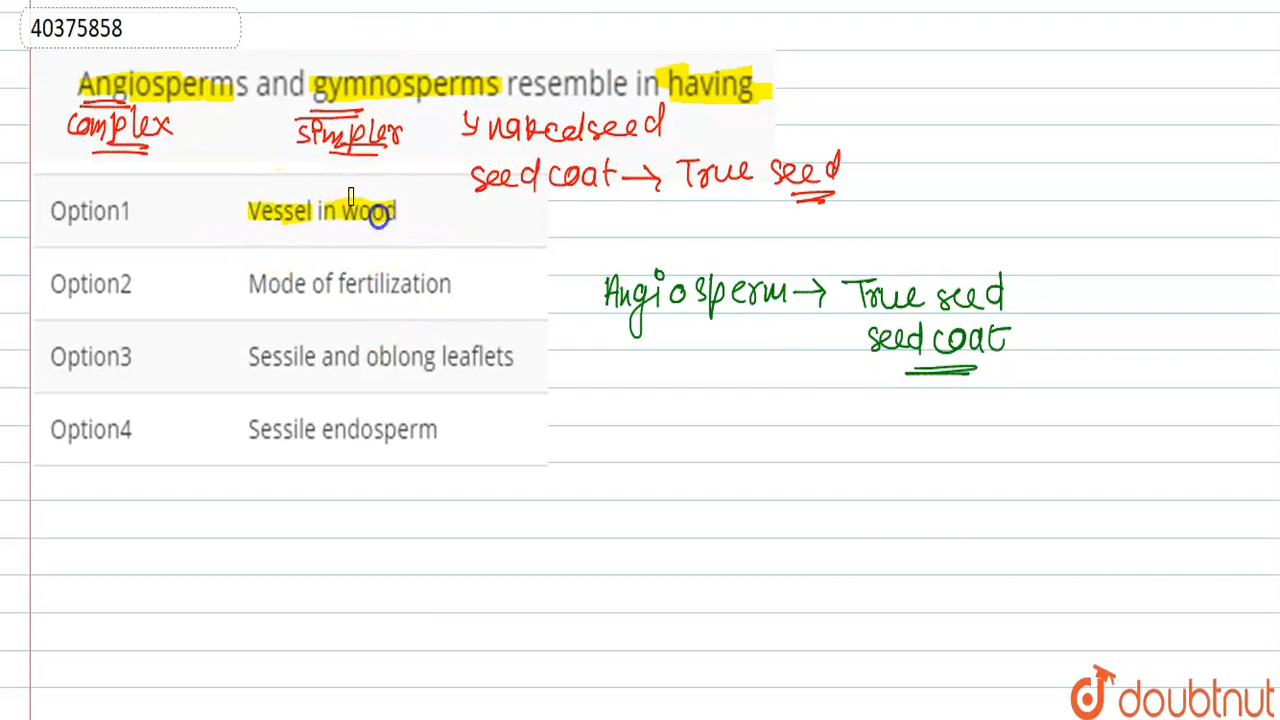 40375858
Angiosperms and gymnosperms resemble in having
complex simpler y naked seed
seed coat → True seed
Option1 Vessel in wood
Option2 Mode of fertilization
Angiosperm → True seed
seed coat
Option3 Sessile and oblong leaflets
Option4 Sessile endosperm
doubtnut